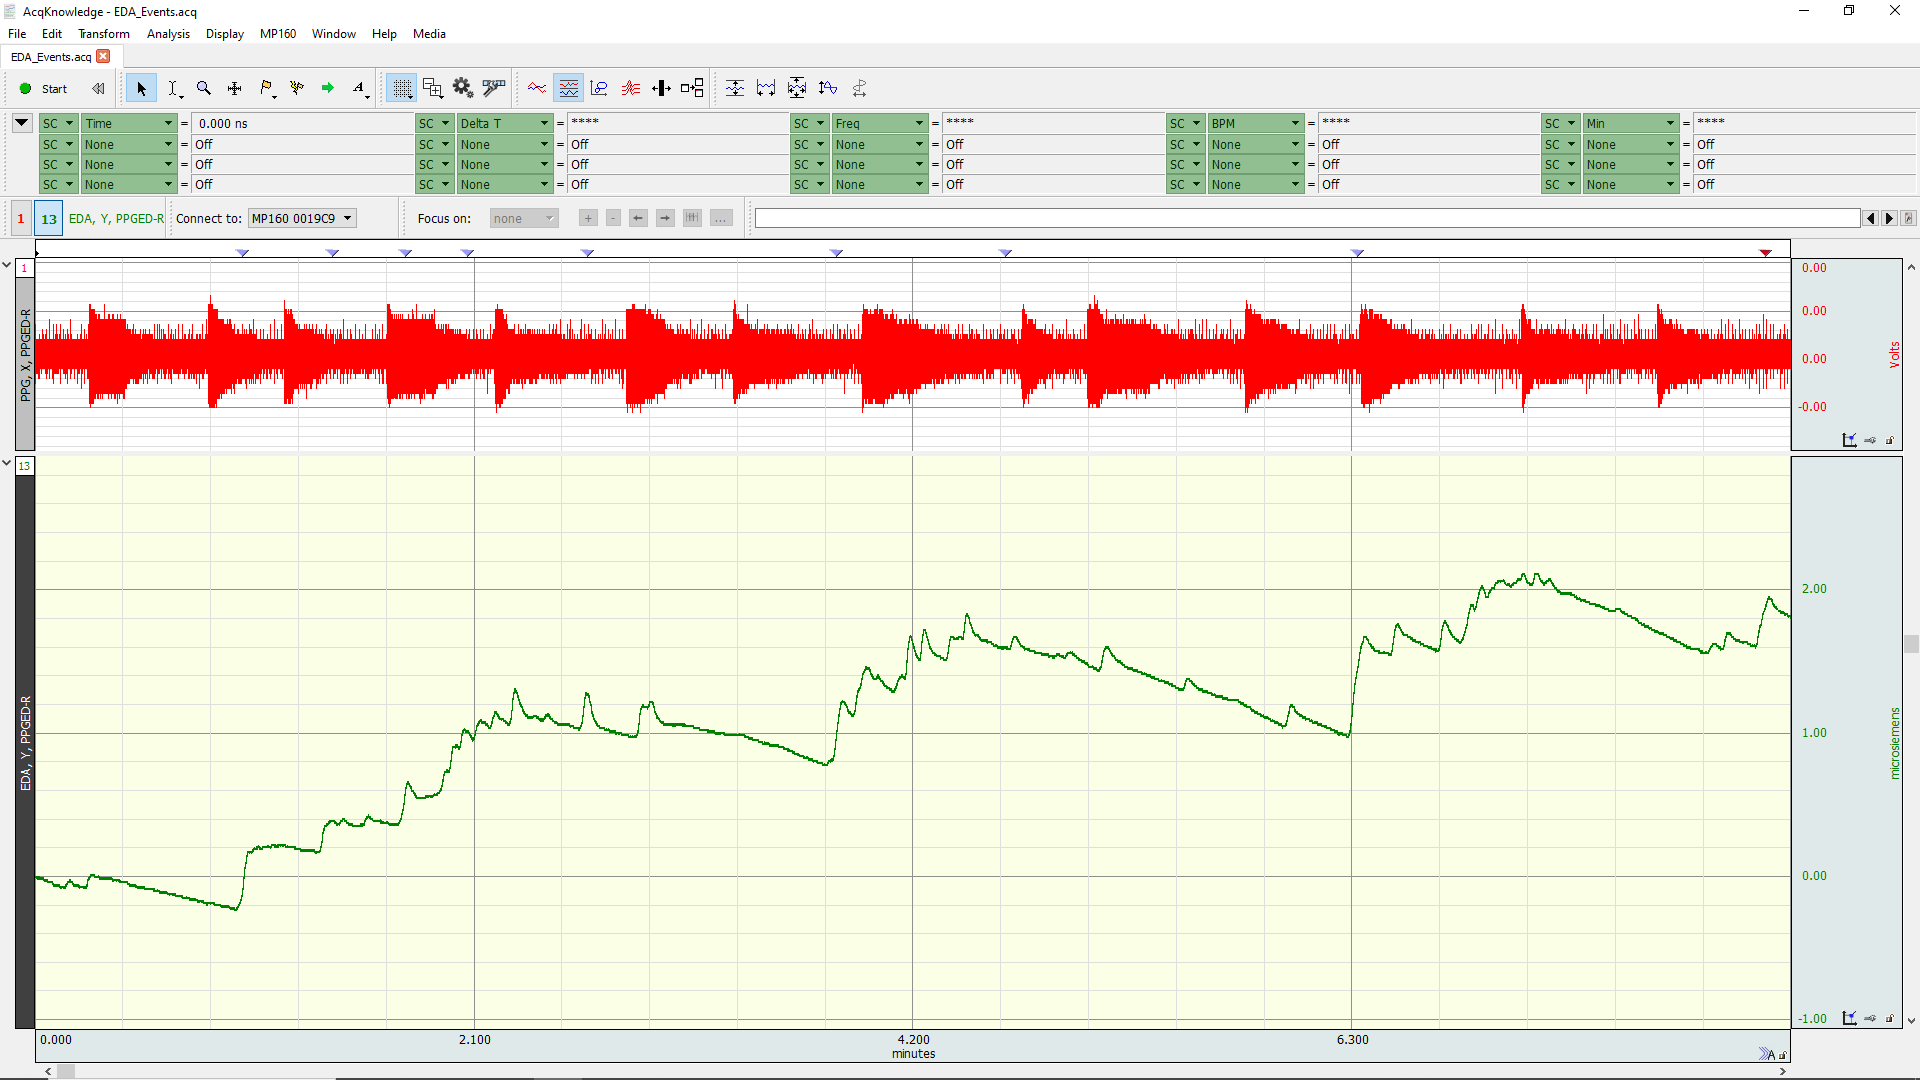 AcqKnowledge - EDA_Events.acq
File Edit Transform Analysis Display MP160 Window Help Media
EDA_Events.acq
Start
SC Time = 0.000 ns SC Delta T = **** SC Freq = **** SC BPM = **** SC Min = ****
SC None = Off SC None = Off SC None = Off SC None = Off SC None = Off
SC None = Off SC None = Off SC None = Off SC None = Off SC None = Off
SC None = Off SC None = Off SC None = Off SC None = Off SC None = Off
1 13 EDA, Y, PPGED-R Connect to: MP160 0019C9 Focus on: none + - ...
1
PPG, X, PPGED-R
0.00
0.00
0.00
-0.00
Volts
13
EDA, Y, PPGED-R
2.00
1.00
0.00
-1.00
microsiemens
0.000 2.100 4.200 6.300
minutes
A